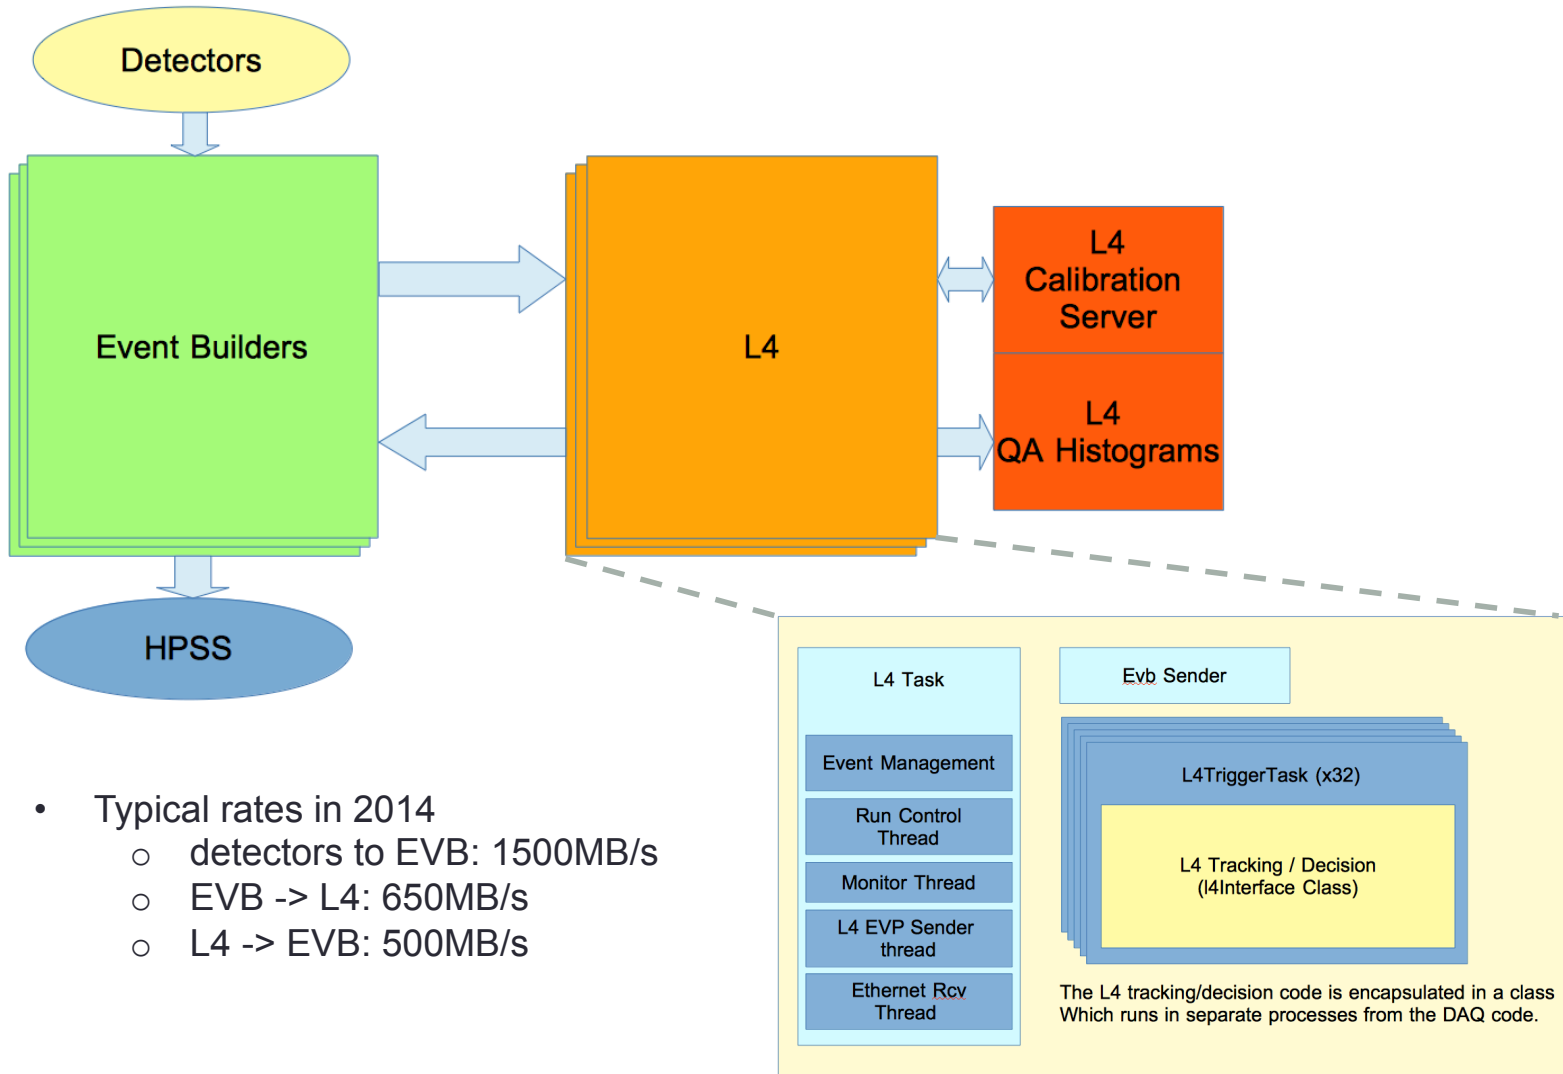 Detectors
Event Builders
L4
L4
Calibration
Server
L4
QA Histograms
HPSS
L4 Task
Event Management
Run Control
Thread
Monitor Thread
L4 EVP Sender
thread
Ethernet Rcv
Thread
Evb Sender
L4TriggerTask (x32)
L4 Tracking / Decision
(l4Interface Class)
The L4 tracking/decision code is encapsulated in a class
Which runs in separate processes from the DAQ code.
• Typical rates in 2014
o detectors to EVB: 1500MB/s
o EVB -> L4: 650MB/s
o L4 -> EVB: 500MB/s